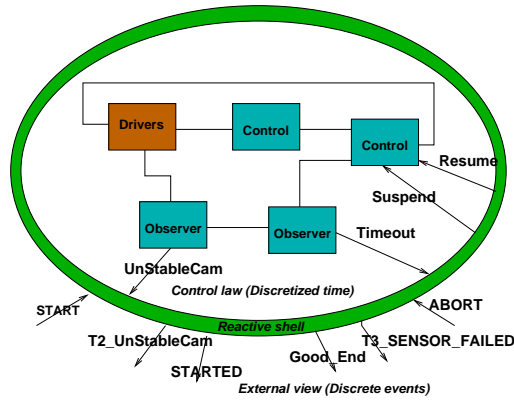 Drivers
Control
Control
Resume
Suspend
Observer
Observer
Timeout
UnStableCam
Control law (Discretized time)
START
ABORT
Reactive shell
T2_UnStableCam
T3_SENSOR_FAILED
Good_End
STARTED
External view (Discrete events)